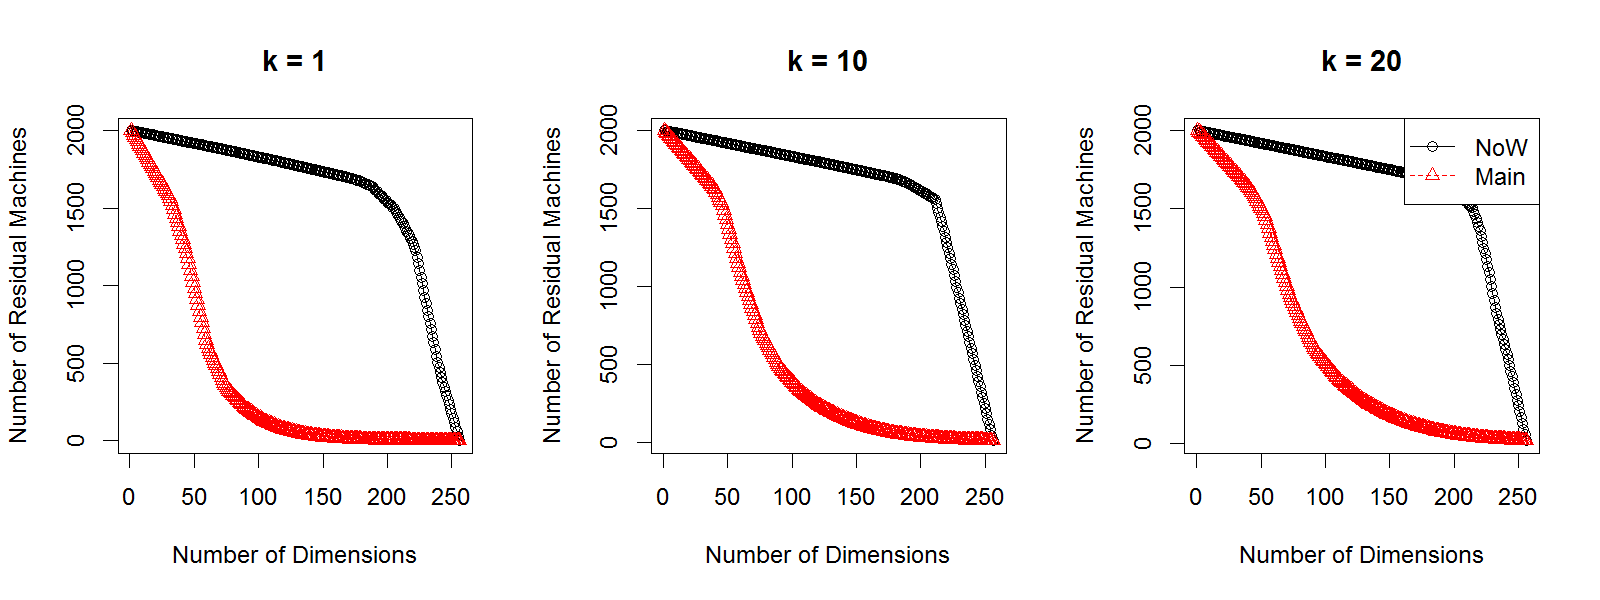 k = 1
Number of Residual Machines
2000
1500
1000
500
0
0 50 100 150 200 250
Number of Dimensions
k = 10
Number of Residual Machines
2000
1500
1000
500
0
0 50 100 150 200 250
Number of Dimensions
k = 20
Number of Residual Machines
2000
1500
1000
500
0
NoW
Main
0 50 100 150 200 250
Number of Dimensions